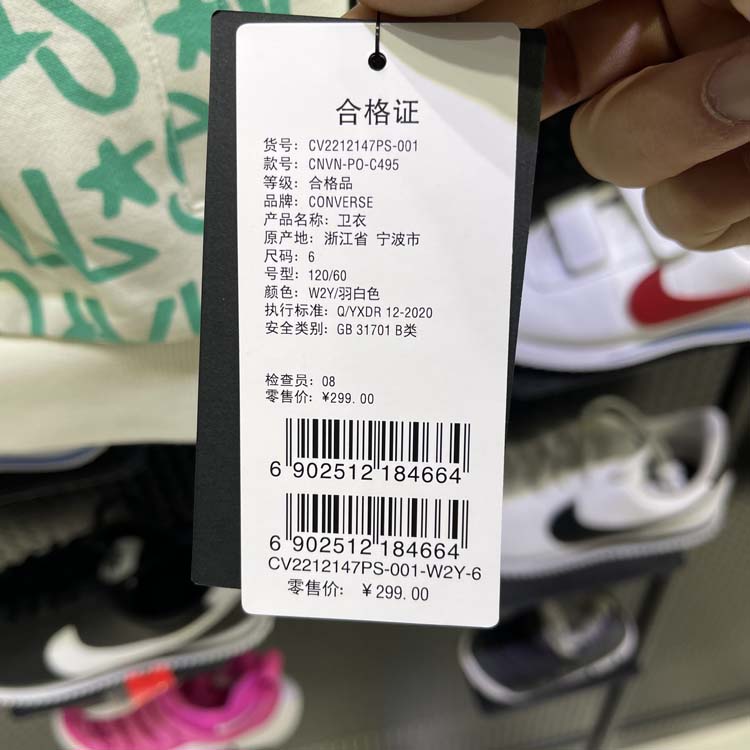 合格证
货号: CV2212147PS-001
款号: CNVN-PO-C495
等级: 合格品
品牌: CONVERSE
产品名称: 卫衣
原产地: 浙江省 宁波市
尺码: 6
号型: 120/60
颜色: W2Y/羽白色
执行标准: Q/YXDR 12-2020
安全类别: GB 31701 B类
检查员: 08
零售价: ¥299.00
6 902512 184664
6 902512 184664
CV2212147PS-001-W2Y-6
零售价: ¥299.00